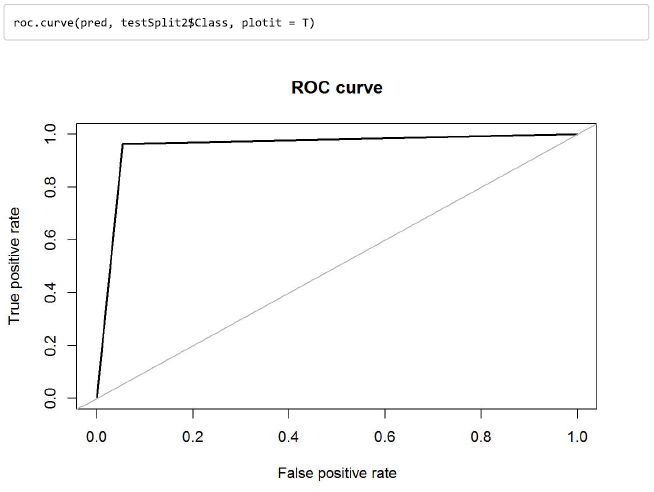 roc.curve(pred, testSplit2$Class, plotit = T)
ROC curve
True positive rate
1.0
0.8
0.6
0.4
0.2
0.0
0.0 0.2 0.4 0.6 0.8 1.0
False positive rate